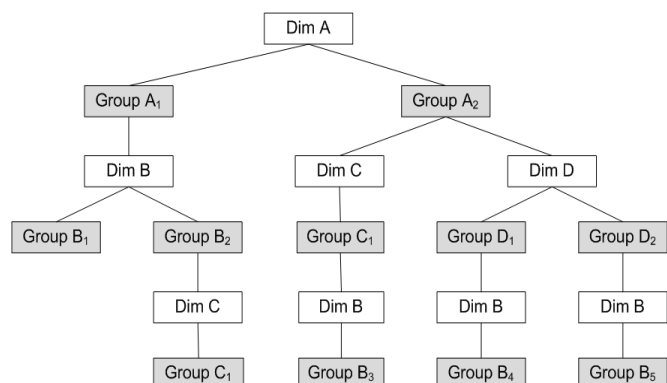 Dim A
Group A₁
Group A₂
Dim B
Dim C
Dim D
Group B₁
Group B₂
Group C₁
Group D₁
Group D₂
Dim C
Dim B
Dim B
Dim B
Group C₁
Group B₃
Group B₄
Group B₅